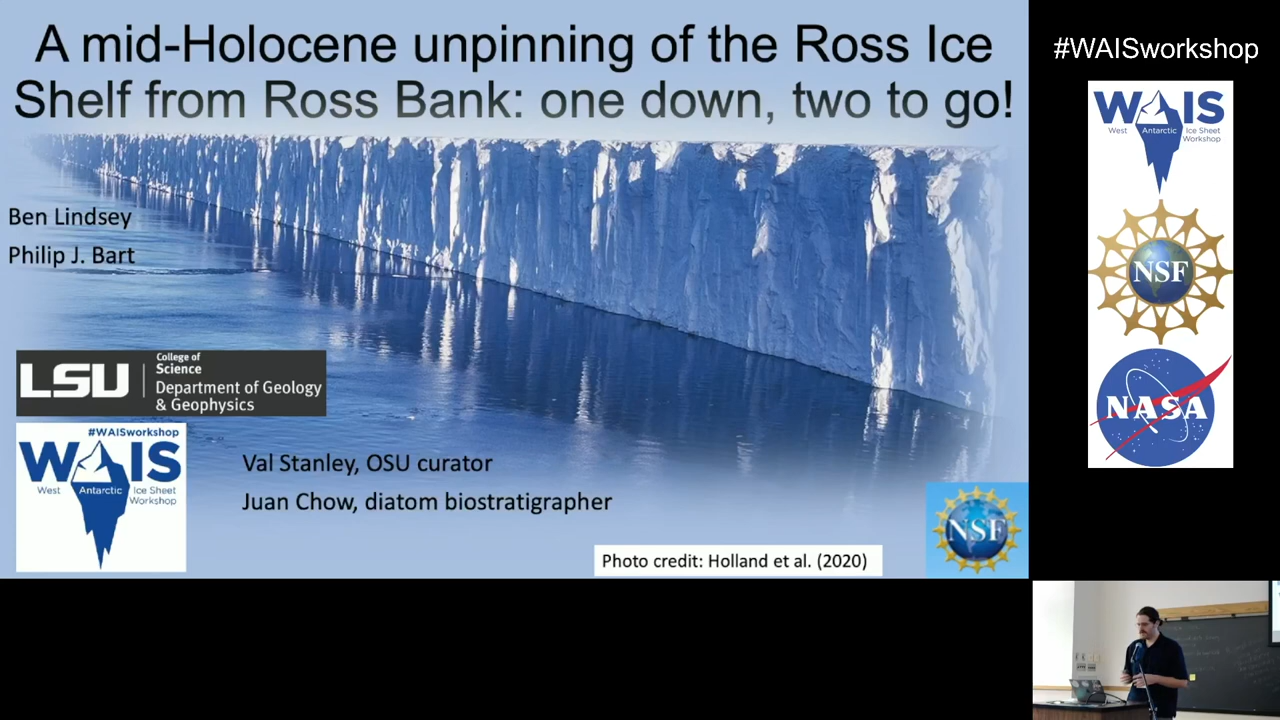 A mid-Holocene unpinning of the Ross Ice
Shelf from Ross Bank: one down, two to go!
#WAISworkshop
WAIS
West Antarctic Ice Sheet
Workshop
NSF
NASA
Ben Lindsey
Philip J. Bart
LSU
College of
Science
Department of Geology
& Geophysics
#WAISworkshop
WAIS
West Antarctic Ice Sheet
Workshop
Val Stanley, OSU curator
Juan Chow, diatom biostratigrapher
NSF
Photo credit: Holland et al. (2020)